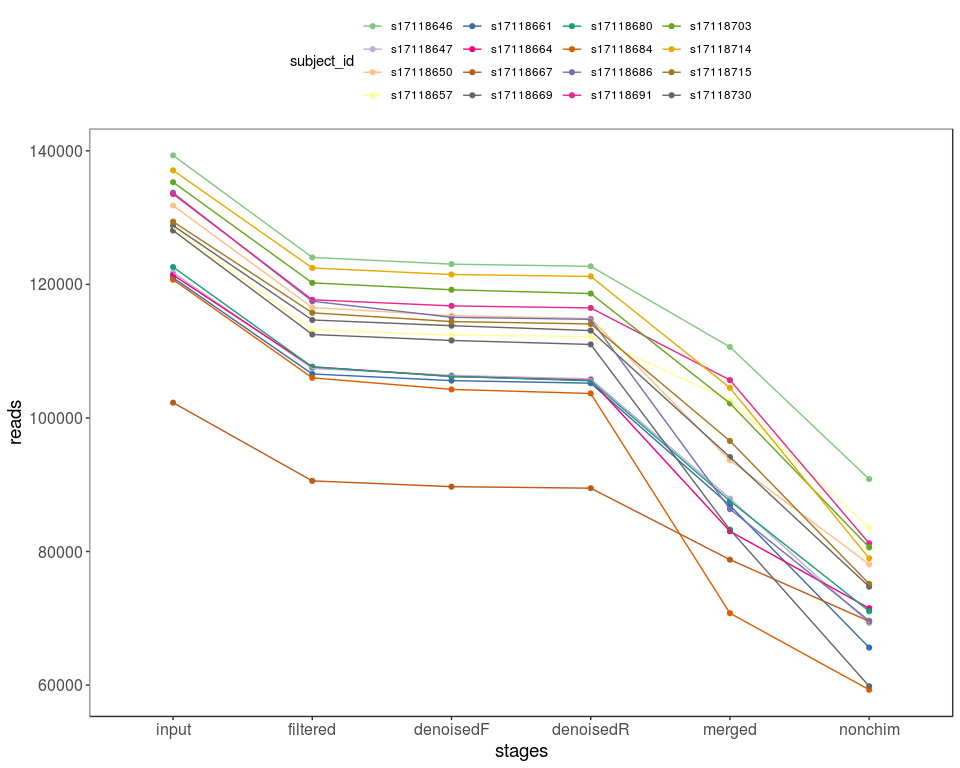 subject_id
s17118646 s17118661 s17118680 s17118703
s17118647 s17118664 s17118684 s17118714
s17118650 s17118667 s17118686 s17118715
s17118657 s17118669 s17118691 s17118730
reads
140000
120000
100000
80000
60000
input filtered denoisedF denoisedR merged nonchim
stages